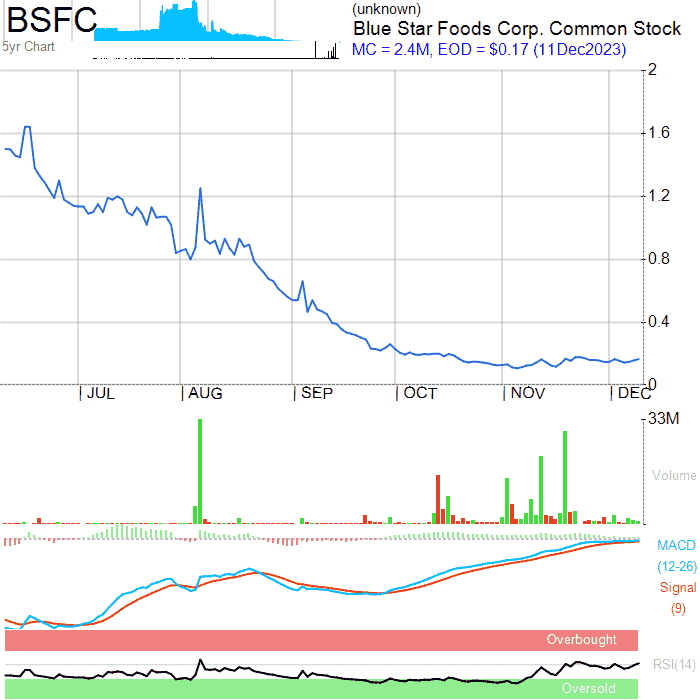 BSFC
5yr Chart
(unknown)
Blue Star Foods Corp. Common Stock
MC = 2.4M, EOD = $0.17 (11Dec2023)
2
1.6
1.2
0.8
0.4
0
JUL AUG SEP OCT NOV DEC
33M
Volume
MACD
(12-26)
Signal
(9)
Overbought
RSI(14)
Oversold